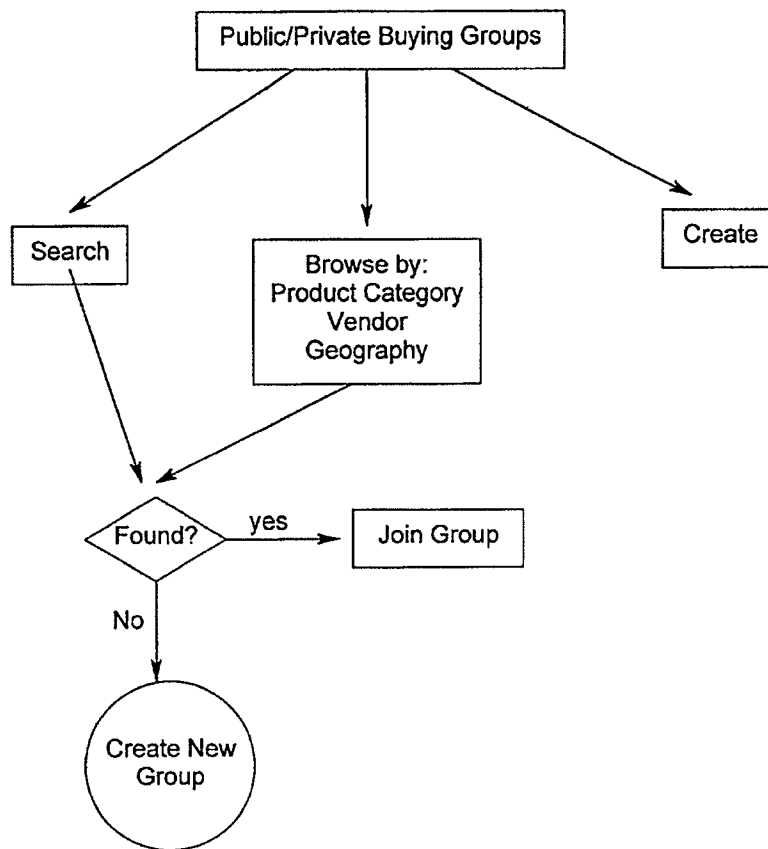 Public/Private Buying Groups
Search
Browse by:
Product Category
Vendor
Geography
Create
Found?
yes
Join Group
No
Create New
Group